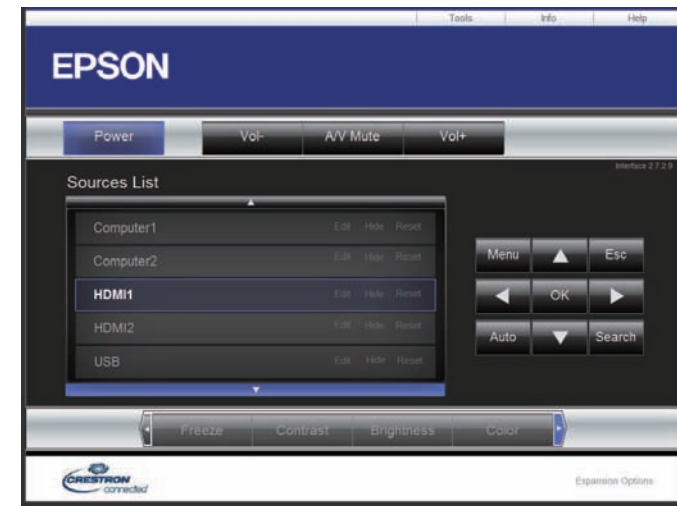 Tools Info Help
EPSON
Power Vol- A/V Mute Vol+
Interface 2.7.2.9
Sources List
Computer1 Edit Hide Reset
Computer2 Edit Hide Reset
HDMI1 Edit Hide Reset
HDMI2 Edit Hide Reset
USB Edit Hide Reset
Menu Esc
OK
Auto Search
Freeze Contrast Brightness Color
CRESTRON
connected
Expansion Options